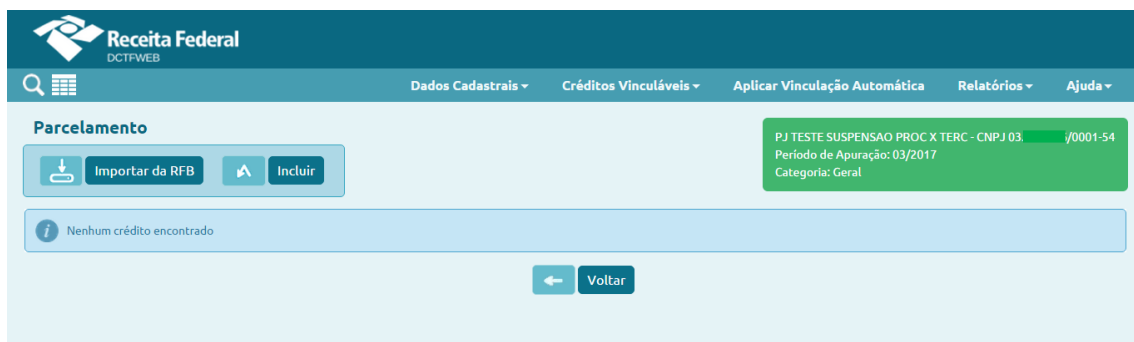 Receita Federal
DCTFWEB
Dados Cadastrais Créditos Vinculáveis Aplicar Vinculação Automática Relatórios Ajuda
Parcelamento
PJ TESTE SUSPENSAO PROC X TERC - CNPJ 03. /0001-54
Período de Apuração: 03/2017
Categoria: Geral
Importar da RFB Incluir
Nenhum crédito encontrado
Voltar